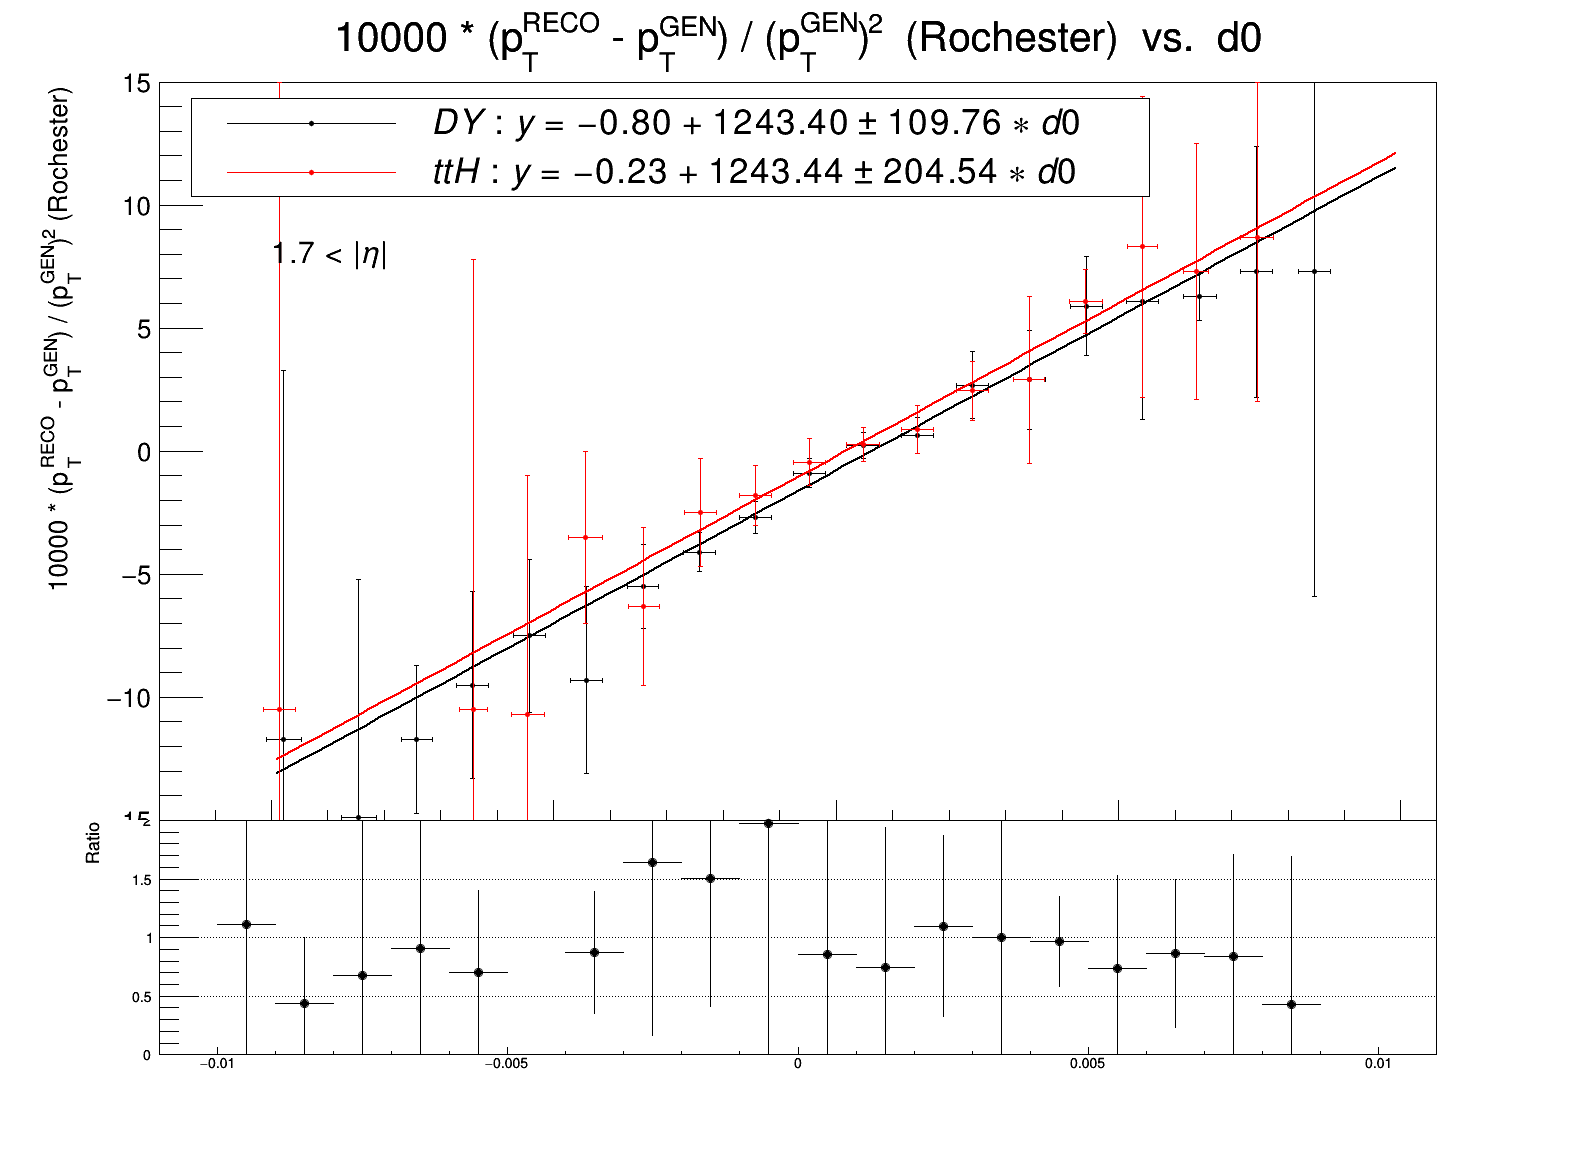 10000 * (p_T^RECO - p_T^GEN) / (p_T^GEN)^2 (Rochester) vs. d0
10000 * (p_T^RECO - p_T^GEN) / (p_T^GEN)^2 (Rochester)
15
10
5
0
−5
−10
DY : y = −0.80 + 1243.40 ± 109.76 ∗ d0
ttH : y = −0.23 + 1243.44 ± 204.54 ∗ d0
1.7 < |η|
Ratio
2
1.5
1
0.5
0
−0.01
−0.005
0
0.005
0.01